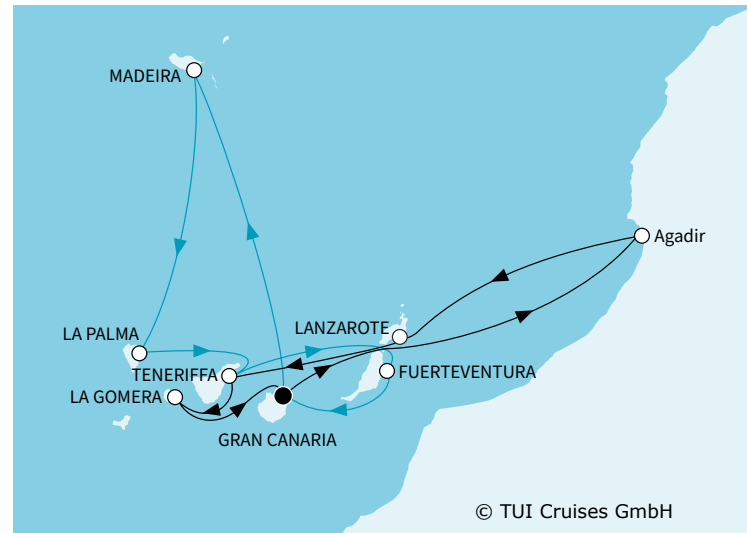 MADEIRA
Agadir
LANZAROTE
LA PALMA
TENERIFFA
FUERTEVENTURA
LA GOMERA
GRAN CANARIA
© TUI Cruises GmbH